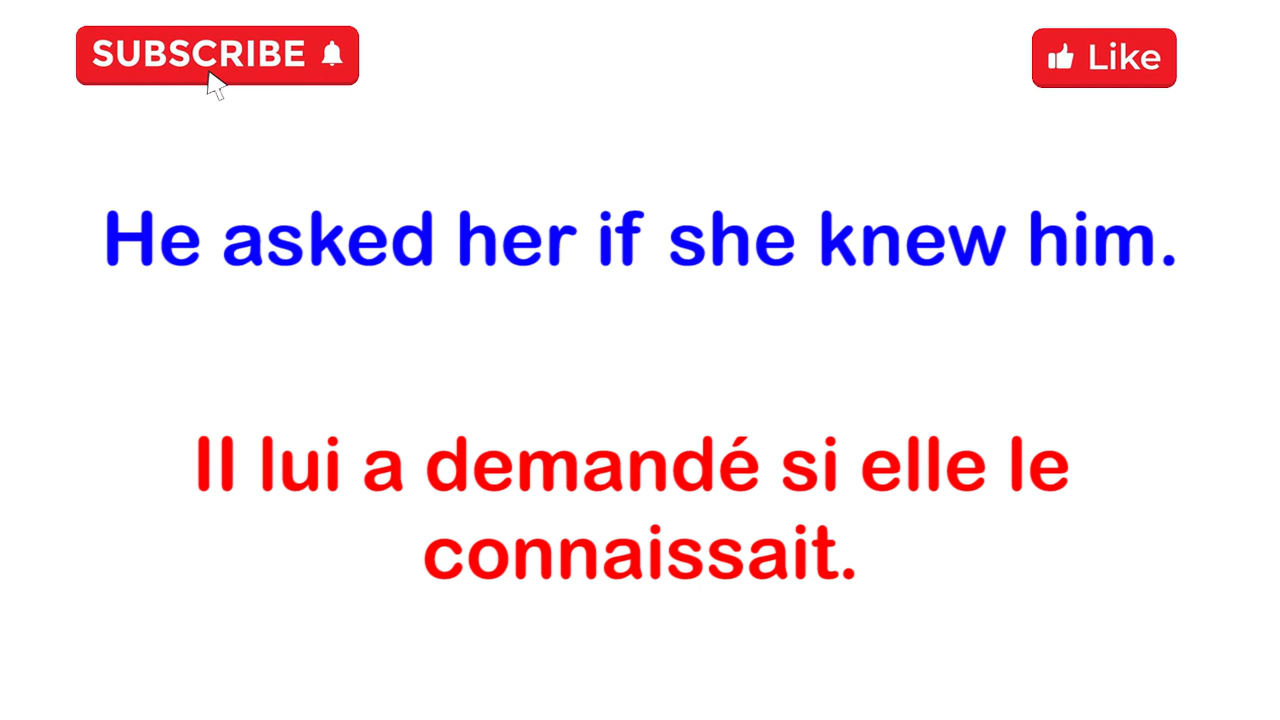 SUBSCRIBE
Like
He asked her if she knew him.
Il lui a demandé si elle le
connaissait.